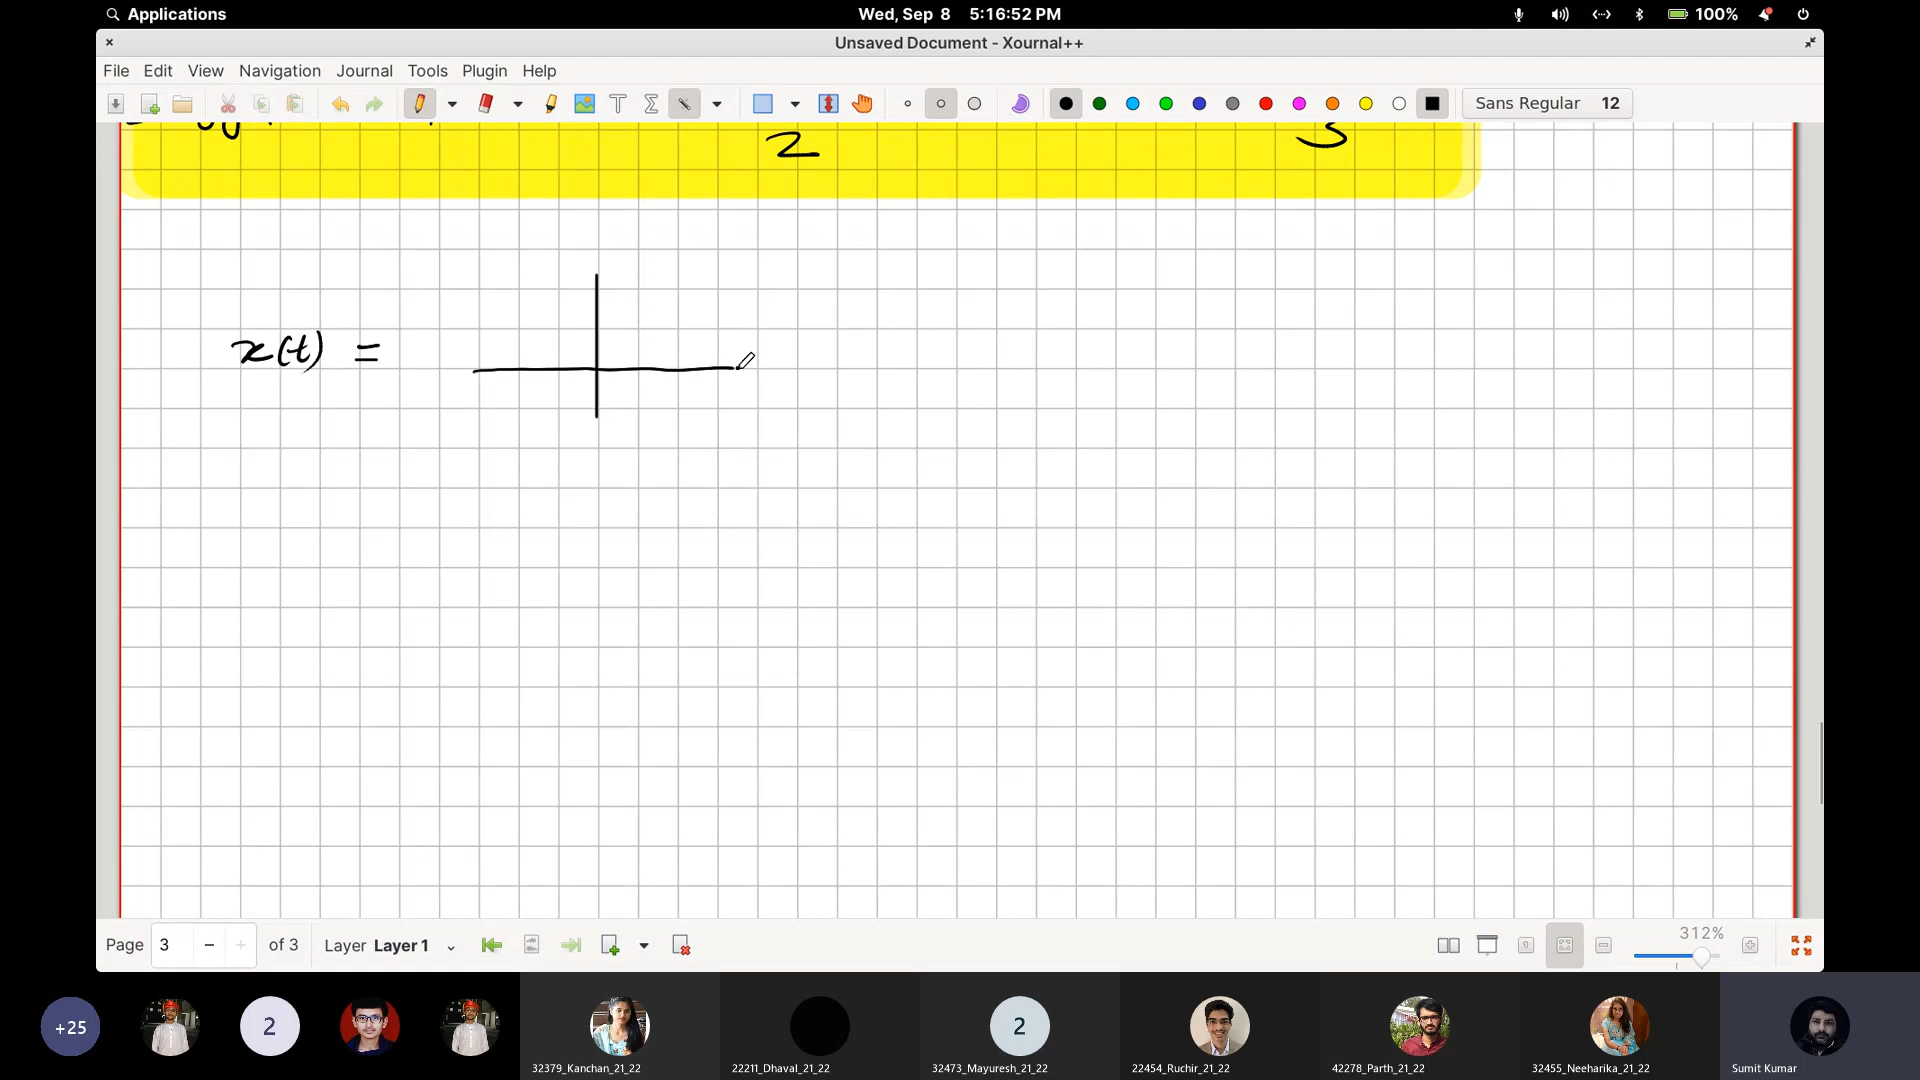 Applications Wed, Sep 8 5:16:52 PM 100%
Unsaved Document - Xournal++
File Edit View Navigation Journal Tools Plugin Help
Sans Regular 12
2 3
x(t) =
Page 3 of 3 Layer Layer 1 312%
+25 2 2
32379_Kanchan_21_22 22211_Dhaval_21_22 32473_Mayuresh_21_22 22454_Ruchir_21_22 42278_Parth_21_22 32455_Neeharika_21_22 Sumit Kumar